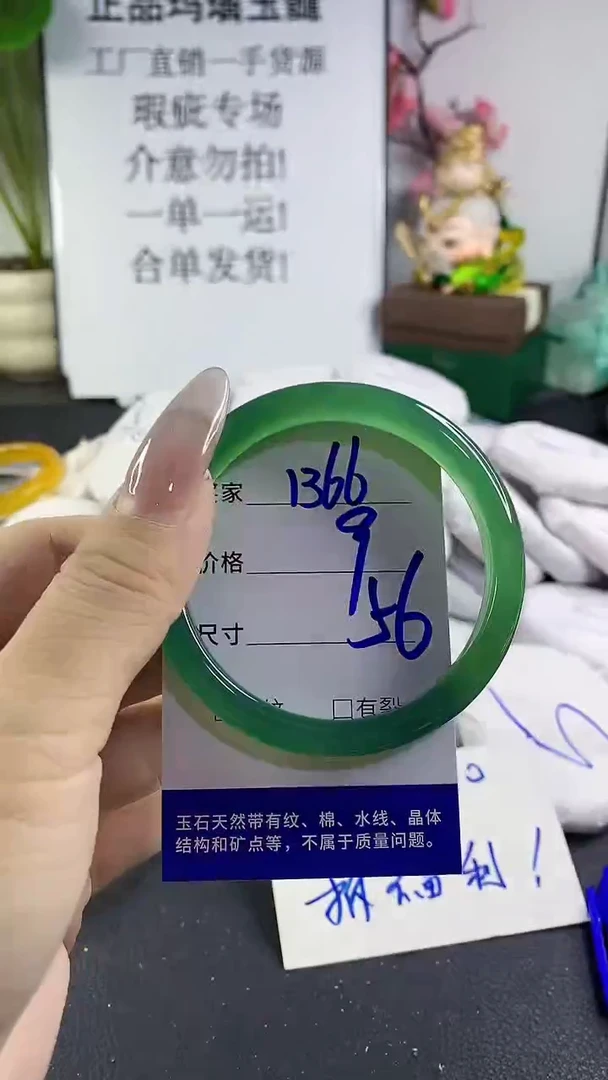 正品玛瑙玉髓
工厂直销一手货源
瑕疵专场
介意勿拍!
一单一运!
合单发货!
买家 1366
价格 9
尺寸 56
纹 □有裂
玉石天然带有纹、棉、水线、晶体
结构和矿点等，不属于质量问题。
福利！